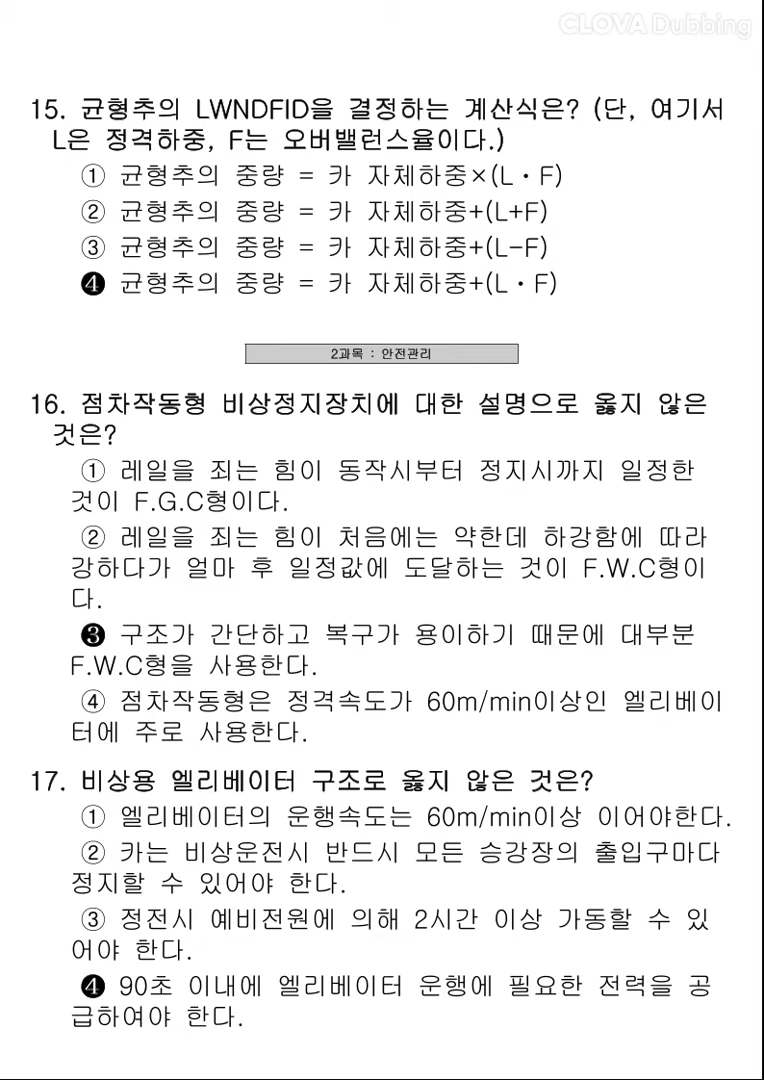 CLOVA Dubbing
15. 균형추의 LWNDFID을 결정하는 계산식은? (단, 여기서
L은 정격하중, F는 오버밸런스율이다.)
① 균형추의 중량 = 카 자체하중×(L·F)
② 균형추의 중량 = 카 자체하중+(L+F)
③ 균형추의 중량 = 카 자체하중+(L-F)
❹ 균형추의 중량 = 카 자체하중+(L·F)
2과목 : 안전관리
16. 점차작동형 비상정지장치에 대한 설명으로 옳지 않은
것은?
① 레일을 죄는 힘이 동작시부터 정지시까지 일정한
것이 F.G.C형이다.
② 레일을 죄는 힘이 처음에는 약한데 하강함에 따라
강하다가 얼마 후 일정값에 도달하는 것이 F.W.C형이
다.
❸ 구조가 간단하고 복구가 용이하기 때문에 대부분
F.W.C형을 사용한다.
④ 점차작동형은 정격속도가 60m/min이상인 엘리베이
터에 주로 사용한다.
17. 비상용 엘리베이터 구조로 옳지 않은 것은?
① 엘리베이터의 운행속도는 60m/min이상 이어야한다.
② 카는 비상운전시 반드시 모든 승강장의 출입구마다
정지할 수 있어야 한다.
③ 정전시 예비전원에 의해 2시간 이상 가동할 수 있
어야 한다.
❹ 90초 이내에 엘리베이터 운행에 필요한 전력을 공
급하여야 한다.